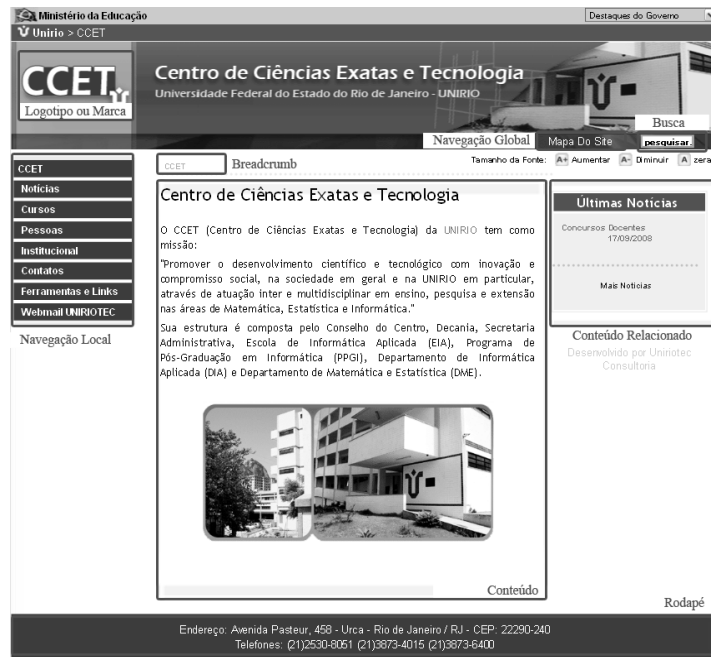 Ministério da Educação
Destaques do Governo
Unirio > CCET
CCET
Logotipo ou Marca
Centro de Ciências Exatas e Tecnologia
Universidade Federal do Estado do Rio de Janeiro - UNIRIO
Busca
Navegação Global
Mapa Do Site
pesquisar.
CCET
Breadcrumb
Tamanho da Fonte: A+ Aumentar A- Diminuir A zera
CCET
Notícias
Cursos
Pessoas
Institucional
Contatos
Ferramentas e Links
Webmail UNIRIOTEC
Navegação Local
Centro de Ciências Exatas e Tecnologia
O CCET (Centro de Ciências Exatas e Tecnologia) da UNIRIO tem como
missão:
"Promover o desenvolvimento científico e tecnológico com inovação e
compromisso social, na sociedade em geral e na UNIRIO em particular,
através de atuação inter e multidisciplinar em ensino, pesquisa e extensão
nas áreas de Matemática, Estatística e Informática."
Sua estrutura é composta pelo Conselho do Centro, Decania, Secretaria
Administrativa, Escola de Informática Aplicada (EIA), Programa de
Pós-Graduação em Informática (PPGI), Departamento de Informática
Aplicada (DIA) e Departamento de Matemática e Estatística (DME).
Conteúdo
Últimas Notícias
Concursos Docentes
17/09/2008
Mais Noticias
Conteúdo Relacionado
Desenvolvido por Uniriotec
Consultoria
Rodapé
Endereço: Avenida Pasteur, 458 - Urca - Rio de Janeiro / RJ - CEP: 22290-240
Telefones: (21)2530-8051 (21)3873-4015 (21)3873-6400